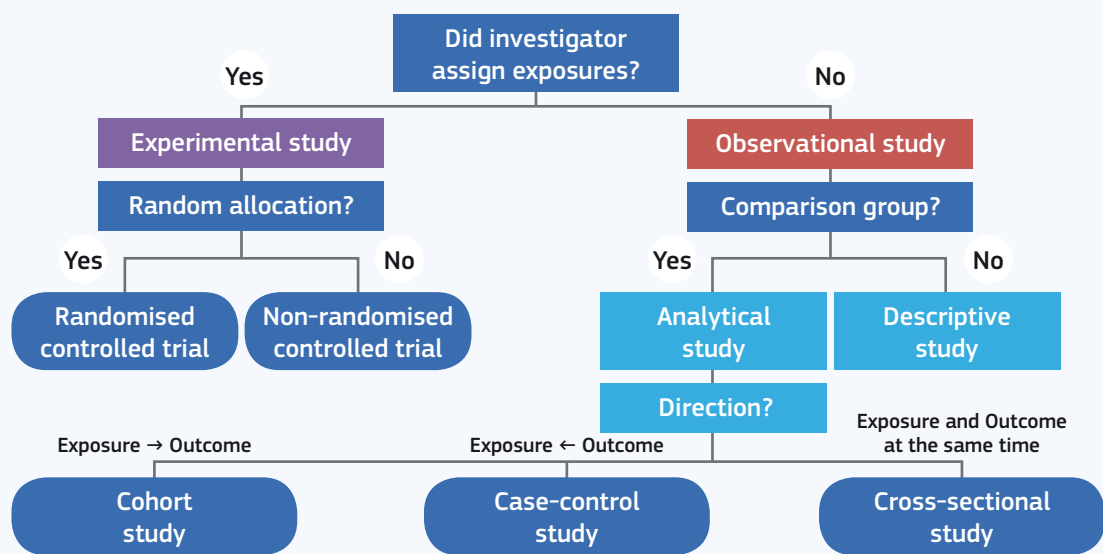 Did investigator
assign exposures?
Yes
No
Experimental study
Observational study
Random allocation?
Comparison group?
Yes
No
Yes
No
Randomised
controlled trial
Non-randomised
controlled trial
Analytical
study
Descriptive
study
Direction?
Exposure → Outcome
Exposure ← Outcome
Exposure and Outcome
at the same time
Cohort
study
Case-control
study
Cross-sectional
study